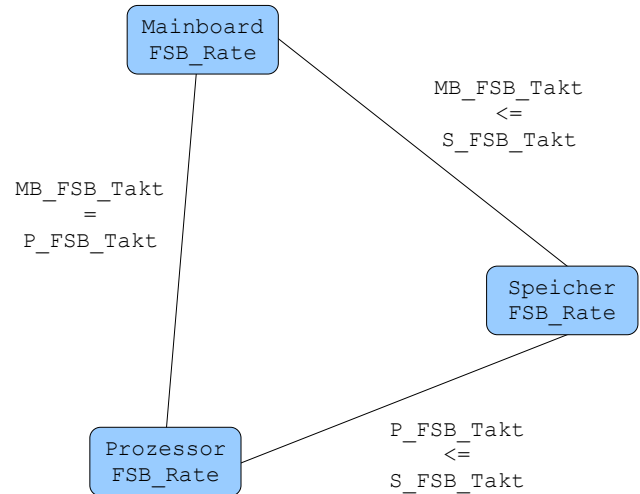 Mainboard
FSB_Rate
MB_FSB_Takt
<=
S_FSB_Takt
MB_FSB_Takt
=
P_FSB_Takt
Speicher
FSB_Rate
Prozessor
FSB_Rate
P_FSB_Takt
<=
S_FSB_Takt